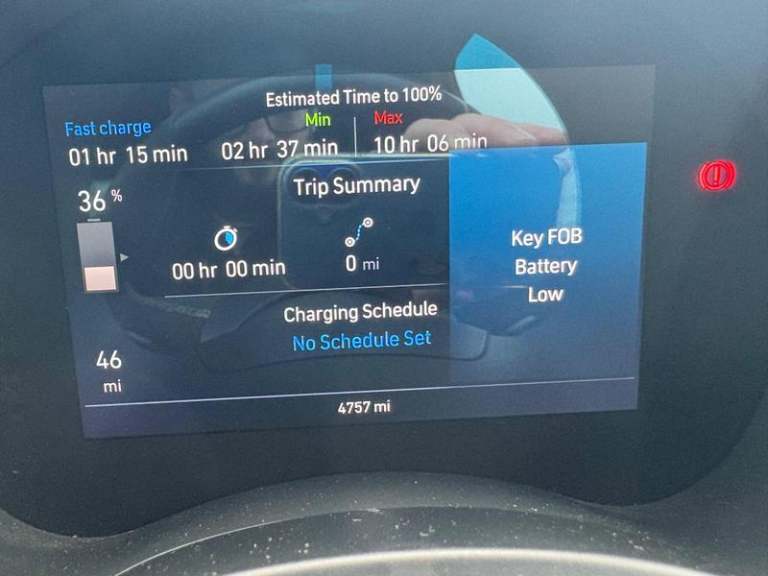 Estimated Time to 100%
Fast charge Min Max
01 hr 15 min 02 hr 37 min 10 hr 06 min
36 %
Trip Summary
00 hr 00 min 0 mi
Key FOB
Battery
Low
Charging Schedule
No Schedule Set
46
mi
4757 mi